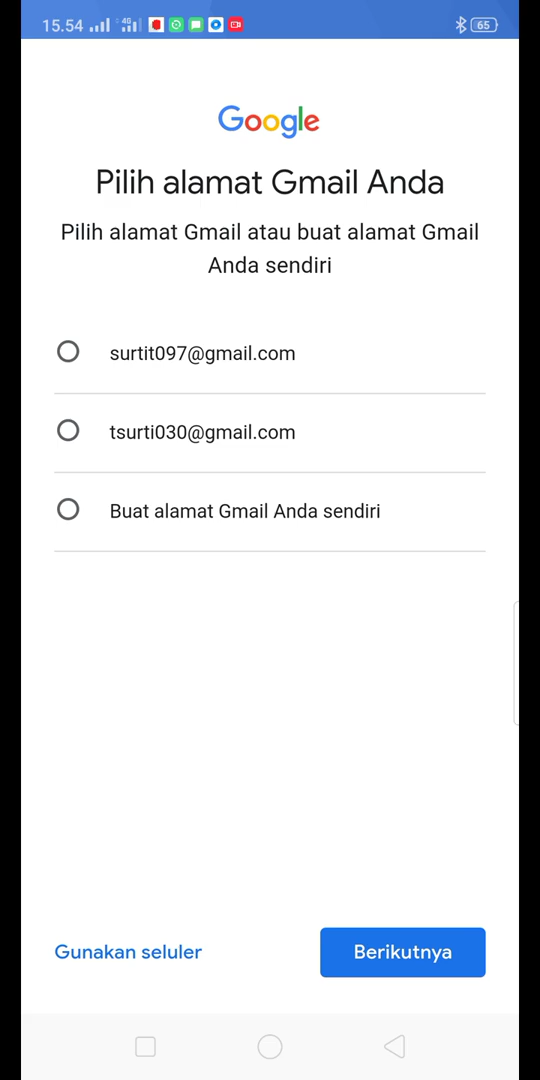 15.54 4G 65
Google
Pilih alamat Gmail Anda
Pilih alamat Gmail atau buat alamat Gmail
Anda sendiri
surtit097@gmail.com
tsurti030@gmail.com
Buat alamat Gmail Anda sendiri
Gunakan seluler Berikutnya